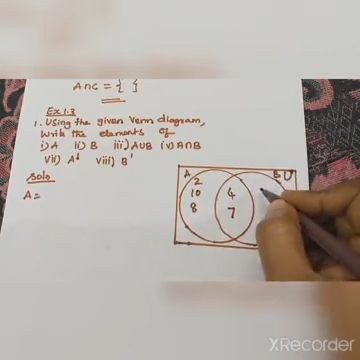 A∩C = { }
Ex 1.3
1. Using the given Venn diagram,
Write the elements of
i) A ii) B iii) A∪B iv) A∩B
vii) A' viii) B'
Soln
A=
A
B
U
2
10
8
4
7
XRecorder